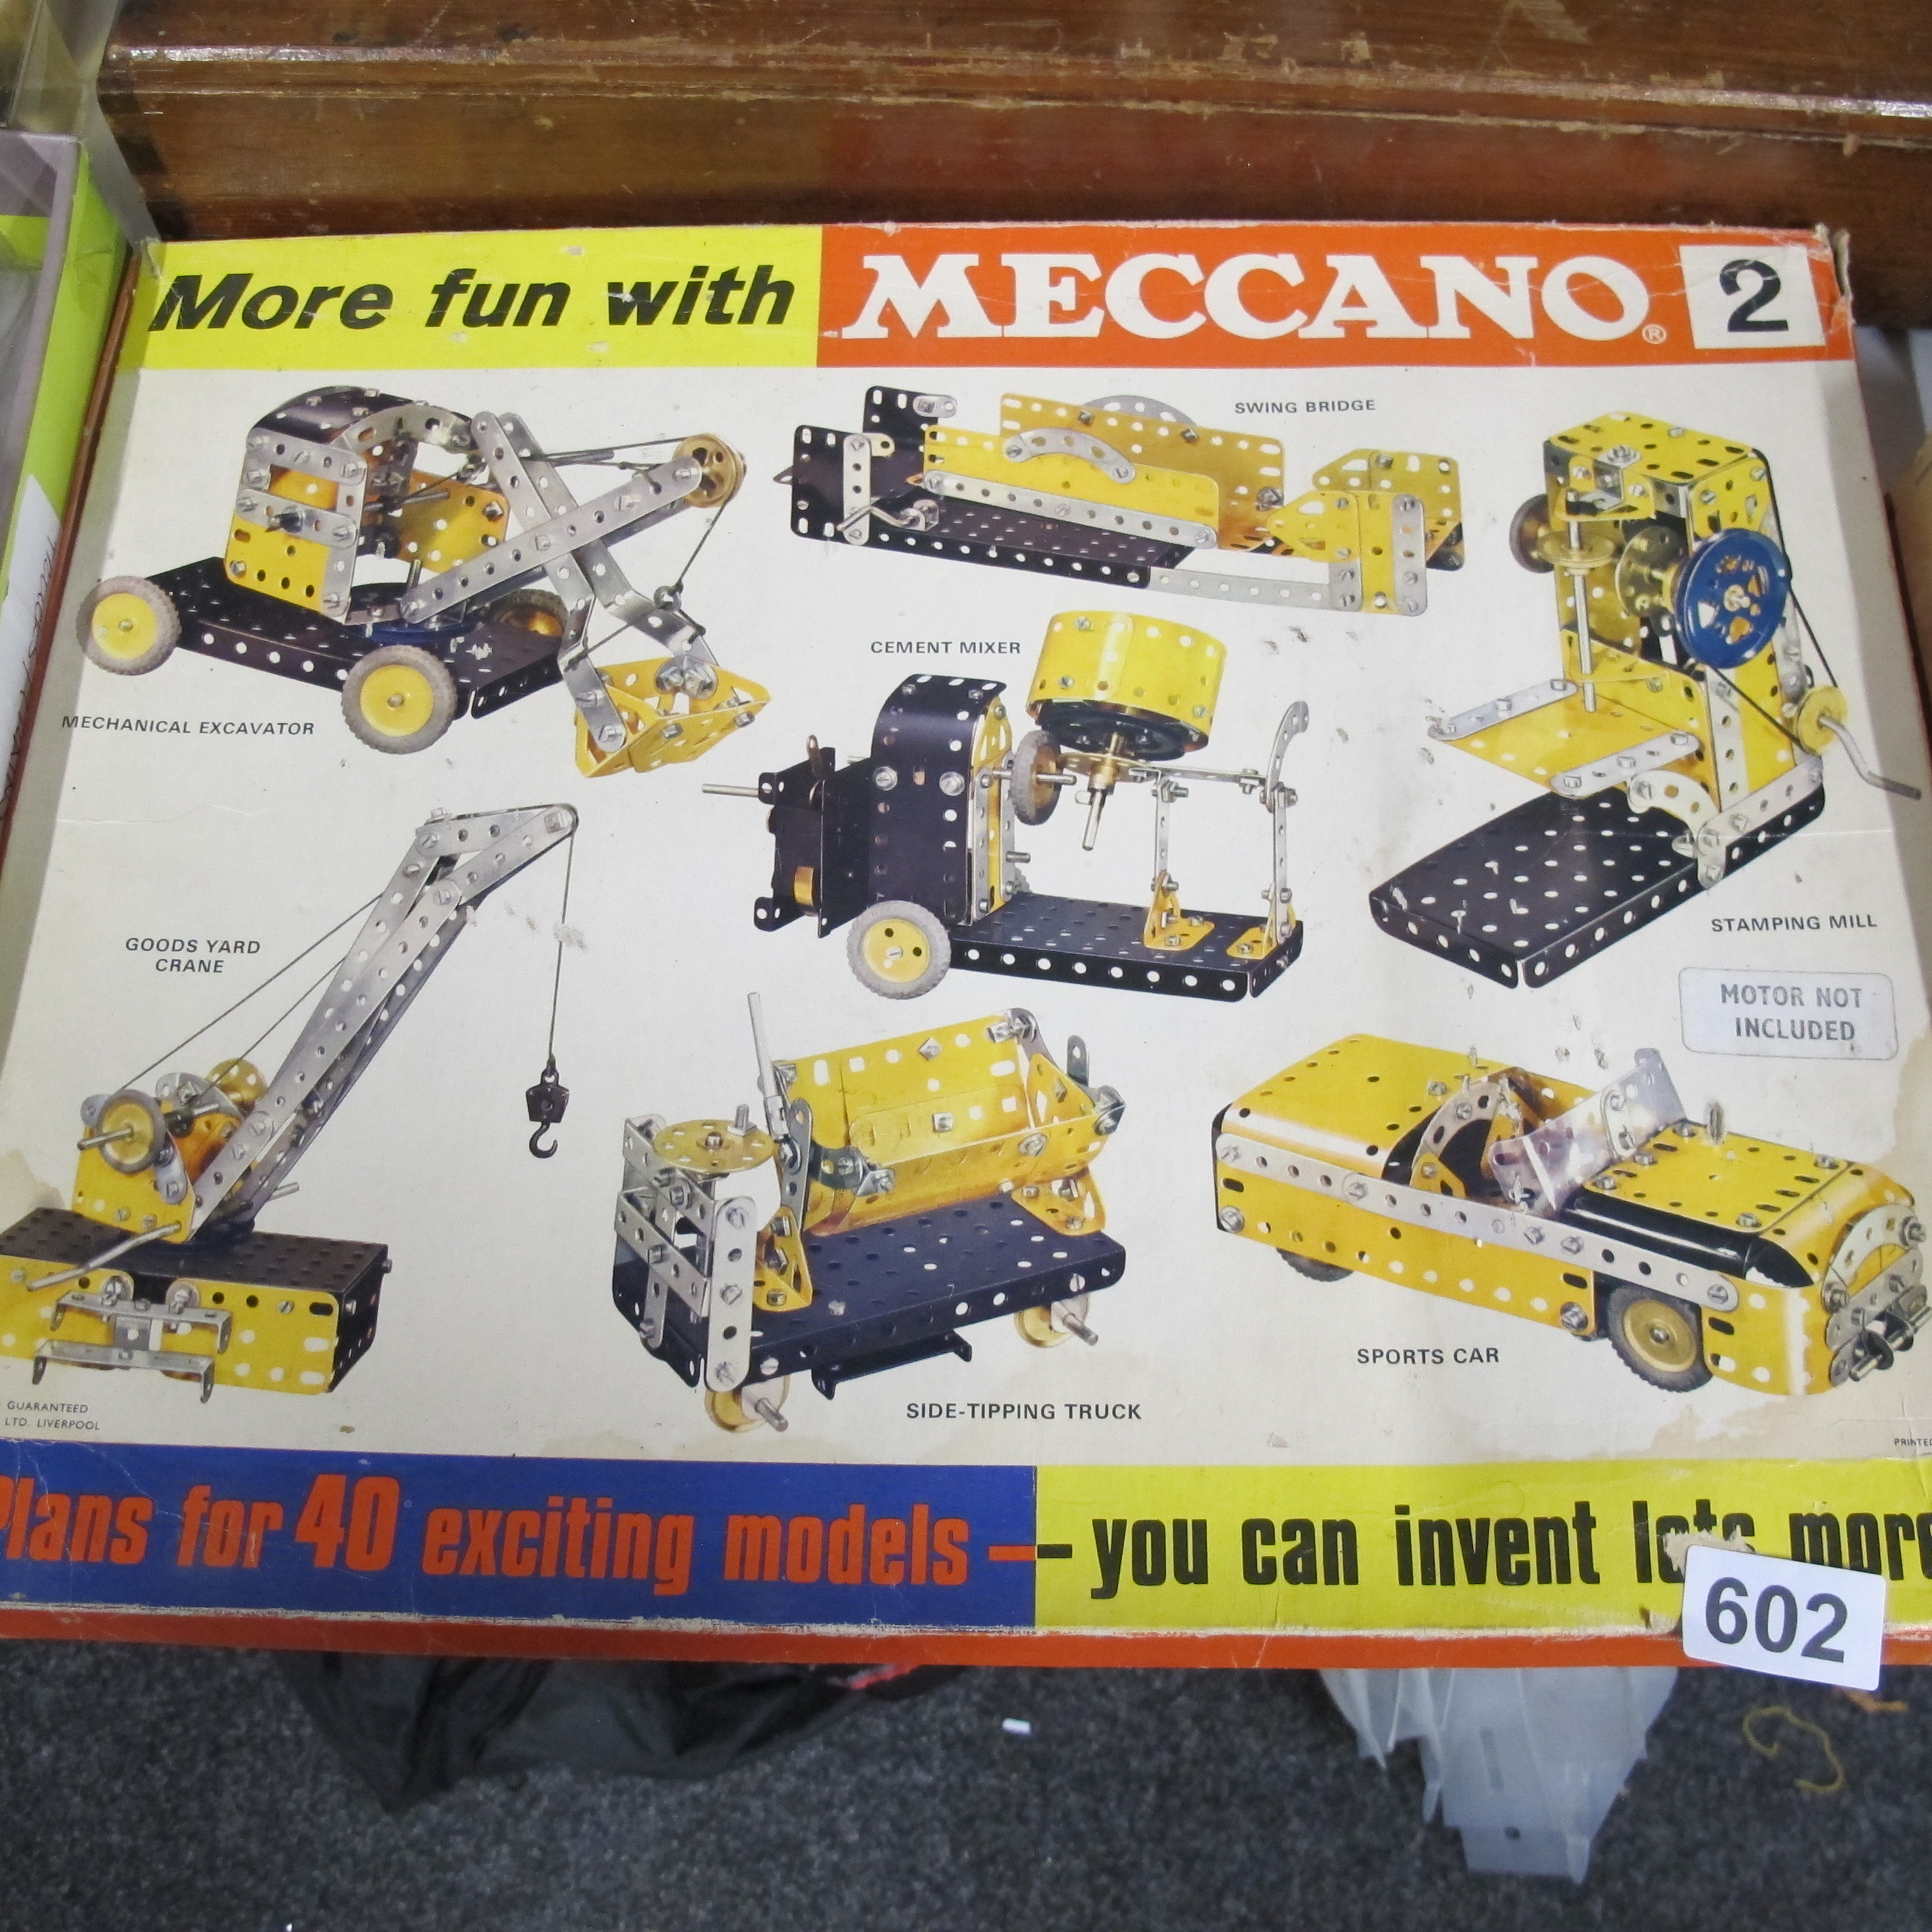 More fun with MECCANO® 2
SWING BRIDGE
CEMENT MIXER
MECHANICAL EXCAVATOR
STAMPING MILL
GOODS YARD
CRANE
MOTOR NOT
INCLUDED
SPORTS CAR
SIDE-TIPPING TRUCK
GUARANTEED
LTD. LIVERPOOL
PRINTED
Plans for 40 exciting models — you can invent lots more
602